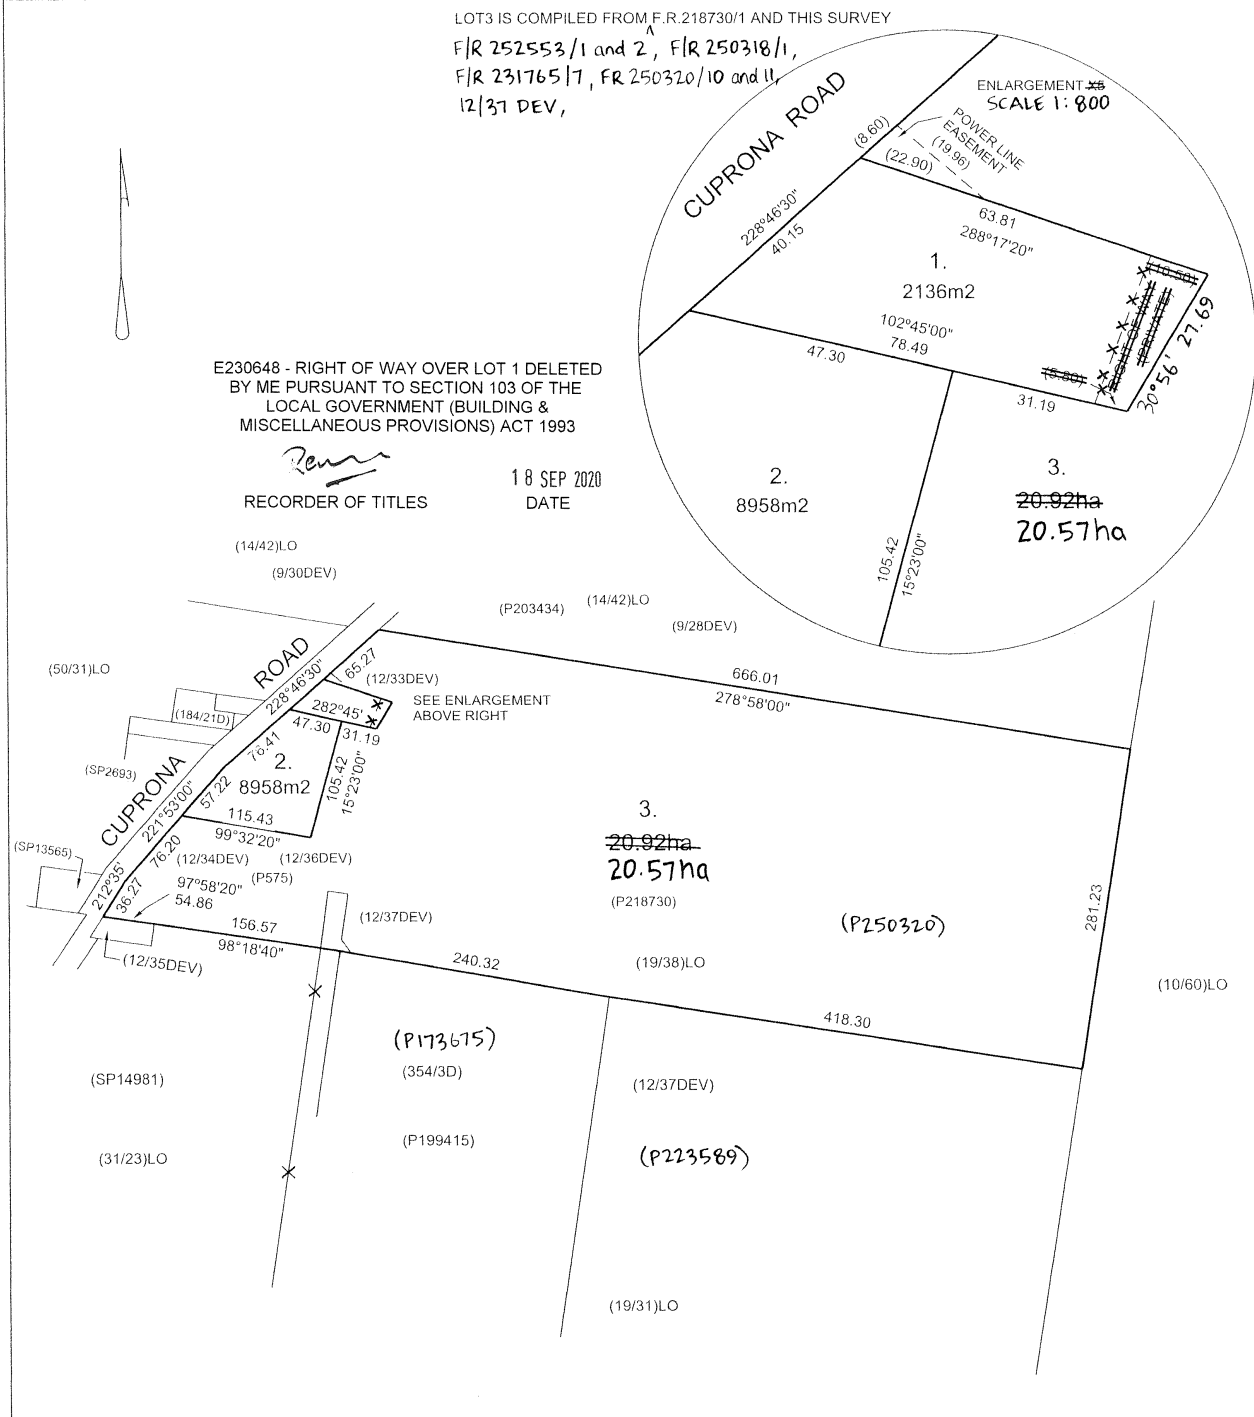 LOT3 IS COMPILED FROM F.R.218730/1 AND THIS SURVEY
F/R 252553/1 and 2, F/R 250318/1,
F/R 231765/7, FR 250320/10 and 11,
12/37 DEV,
ENLARGEMENT X5
SCALE 1:800
CUPRONA ROAD
(8.60)
POWER LINE
EASEMENT
(19.96)
(22.90)
63.81
288°17'20"
228°46'30"
40.15
1.
2136m2
102°45'00"
78.49
47.30
31.19
(10.50)
RIGHT OF WAY
(PRIVATE)
(5.80)
30°56' 27.69
2.
8958m2
3.
20.92ha
20.57ha
105.42
15°23'00"
E230648 - RIGHT OF WAY OVER LOT 1 DELETED
BY ME PURSUANT TO SECTION 103 OF THE
LOCAL GOVERNMENT (BUILDING &
MISCELLANEOUS PROVISIONS) ACT 1993
18 SEP 2020
RECORDER OF TITLES
DATE
(14/42)LO
(9/30DEV)
(P203434)
(14/42)LO
(9/28DEV)
(50/31)LO
ROAD
228°46'30"
65.27
(12/33DEV)
666.01
278°58'00"
SEE ENLARGEMENT
ABOVE RIGHT
(184/21D)
282°45'
47.30
31.19
76.41
2.
8958m2
105.42
15°23'00"
(SP2693)
CUPRONA
221°53'00"
57.22
115.43
99°32'20"
3.
20.92ha
20.57ha
(P218730)
(P250320)
(SP13565)
76.20
(12/34DEV)
(12/36DEV)
(P575)
212°35'
36.27
97°58'20"
54.86
156.57
98°18'40"
(12/37DEV)
281.23
(12/35DEV)
240.32
(19/38)LO
(10/60)LO
418.30
(P173675)
(354/3D)
(SP14981)
(12/37DEV)
(P199415)
(31/23)LO
(P223589)
(19/31)LO